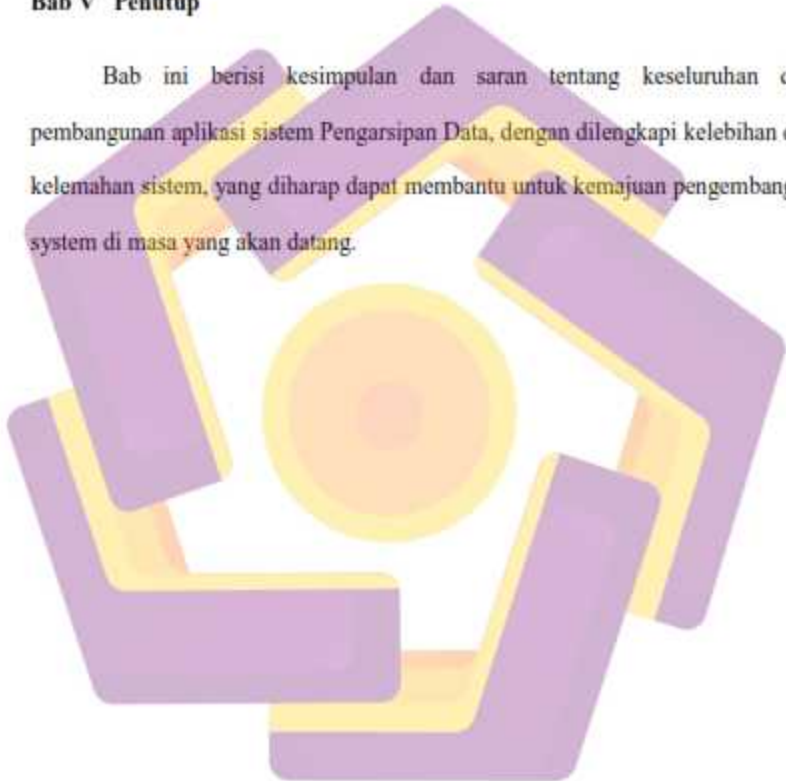 Bab V Penutup
Bab ini berisi kesimpulan dan saran tentang keseluruhan
pembangunan aplikasi sistem Pengarsipan Data, dengan dilengkapi kelebihan
kelemahan sistem, yang diharap dapat membantu untuk kemajuan
system di masa yang akan datang.